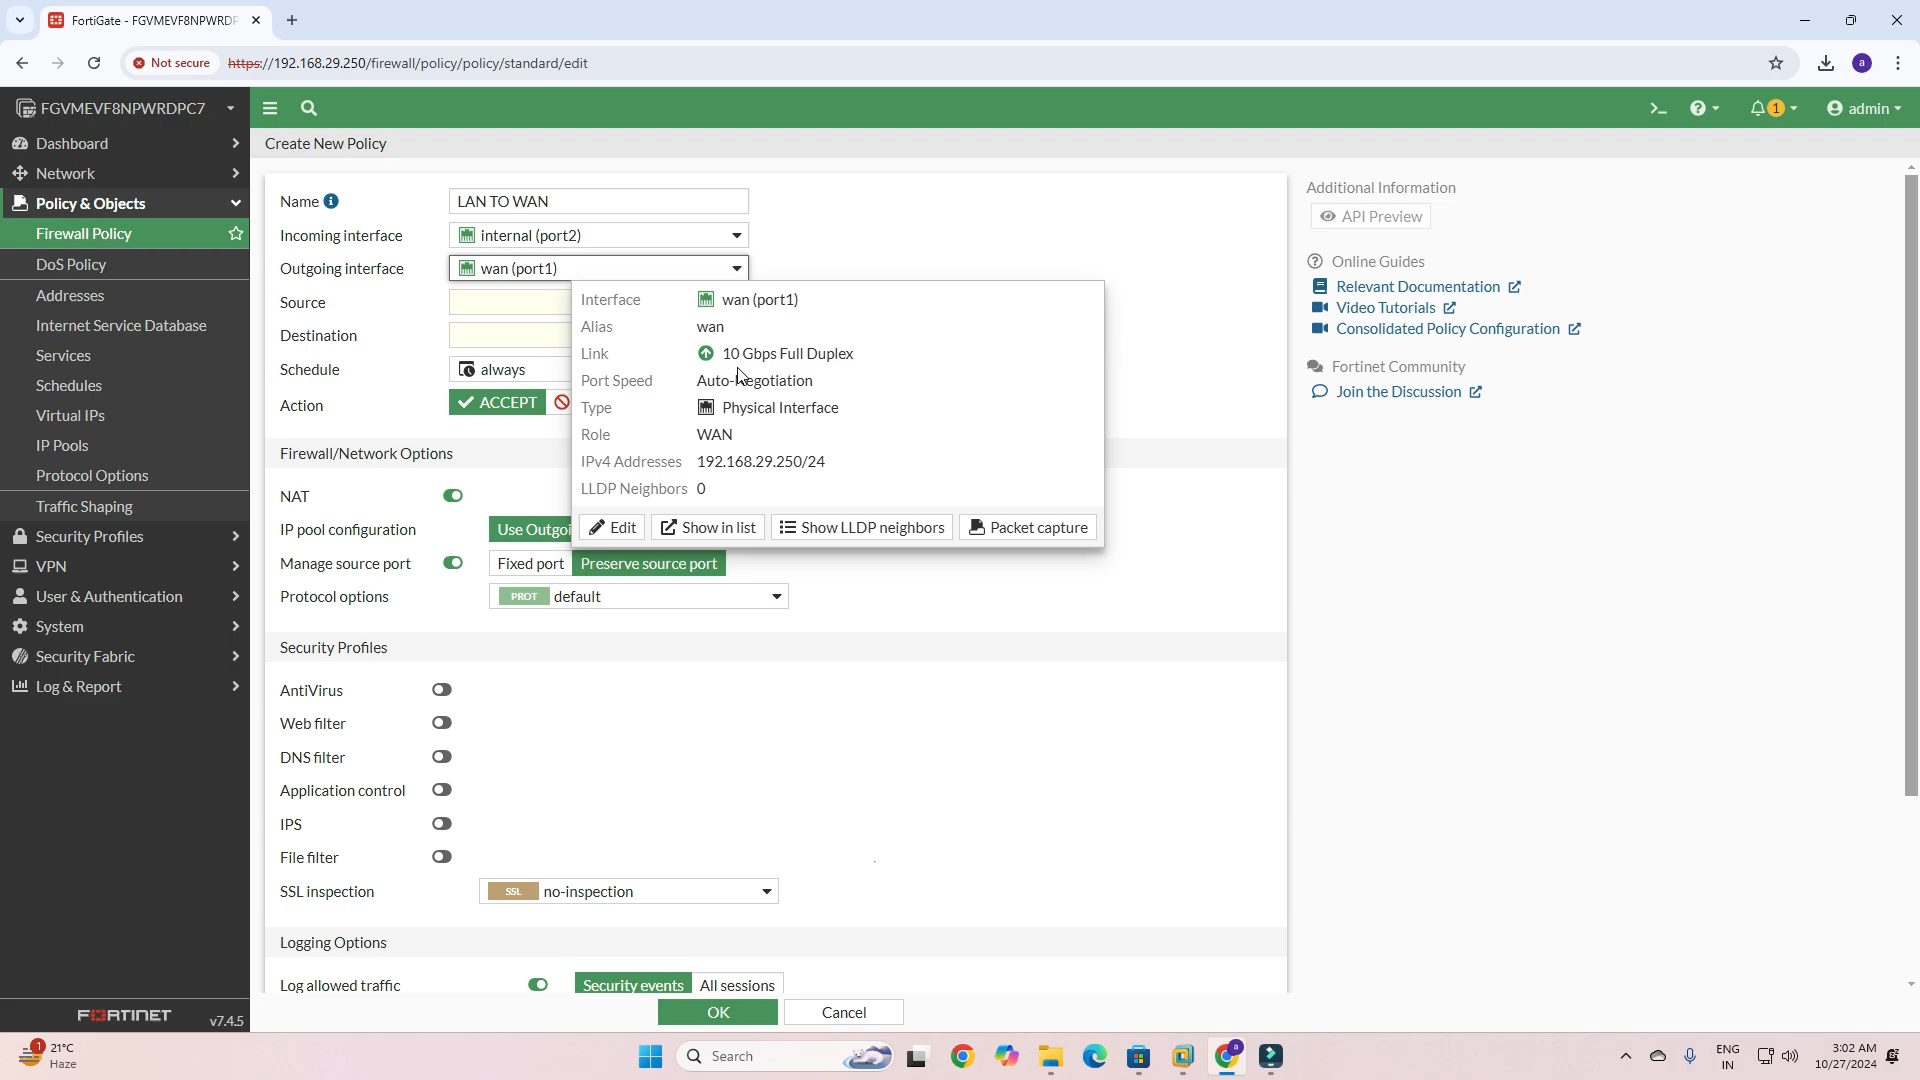 FortiGate - FGVMEVF8NPWRDP
Not secure
https://192.168.29.250/firewall/policy/policy/standard/edit
a
FGVMEVF8NPWRDPC7
1
admin
Dashboard
Network
Policy & Objects
Firewall Policy
DoS Policy
Addresses
Internet Service Database
Services
Schedules
Virtual IPs
IP Pools
Protocol Options
Traffic Shaping
Security Profiles
VPN
User & Authentication
System
Security Fabric
Log & Report
FORTINET
v7.4.5
Create New Policy
Name
LAN TO WAN
Incoming interface
internal (port2)
Outgoing interface
wan (port1)
Source
Destination
Schedule
always
Action
ACCEPT
Interface
wan (port1)
Alias
wan
Link
10 Gbps Full Duplex
Port Speed
Auto-Negotiation
Type
Physical Interface
Role
WAN
IPv4 Addresses
192.168.29.250/24
LLDP Neighbors
0
Edit
Show in list
Show LLDP neighbors
Packet capture
Firewall/Network Options
NAT
IP pool configuration
Use Outgoi
Manage source port
Fixed port
Preserve source port
Protocol options
PROT
default
Security Profiles
AntiVirus
Web filter
DNS filter
Application control
IPS
File filter
SSL inspection
SSL
no-inspection
Logging Options
Log allowed traffic
Security events
All sessions
OK
Cancel
Additional Information
API Preview
Online Guides
Relevant Documentation
Video Tutorials
Consolidated Policy Configuration
Fortinet Community
Join the Discussion
1
21°C
Haze
Search
a
ENG
IN
3:02 AM
10/27/2024